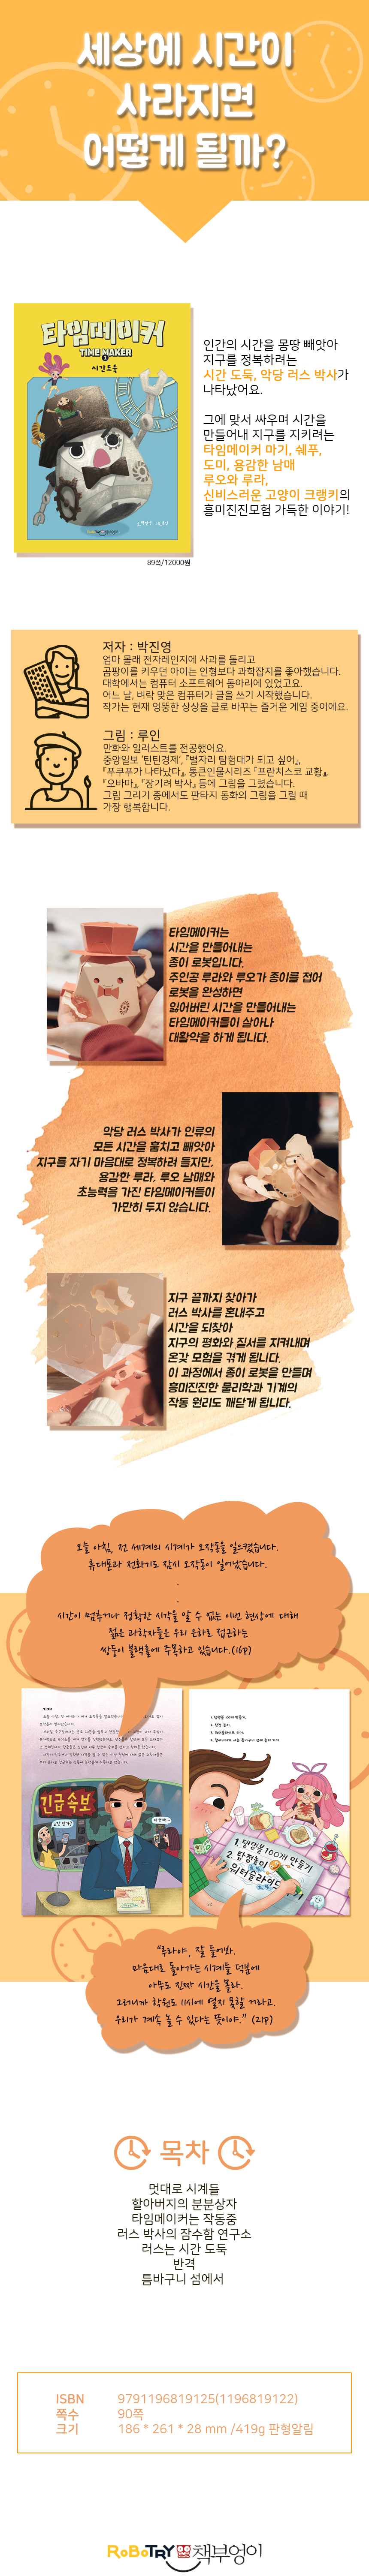 세상에 시간이
사라지면
어떻게 될까?
타임메이커
TIME MAKER
1
시간도둑
89쪽/12000원
인간의 시간을 몽땅 빼앗아
지구를 정복하려는
시간 도둑, 악당 러스 박사가
나타났어요.
그에 맞서 싸우며 시간을
만들어내 지구를 지키려는
타임메이커 마기, 쉐푸,
도미, 용감한 남매
루오와 루라,
신비스러운 고양이 크랭키의
흥미진진모험 가득한 이야기!
저자 : 박진영
엄마 몰래 전자레인지에 사과를 돌리고
곰팡이를 키우던 아이는 인형보다 과학잡지를 좋아했습니다.
대학에서는 컴퓨터 소프트웨어 동아리에 있었고요.
어느 날, 벼락 맞은 컴퓨터가 글을 쓰기 시작했습니다.
작가는 현재 엉뚱한 상상을 글로 바꾸는 즐거운 게임 중이에요.
그림 : 루인
만화와 일러스트를 전공했어요.
중앙일보 '틴틴경제', 『별자리 탐험대가 되고 싶어』,
『푸쿠푸가 나타났다』, 통큰인물시리즈 『프란치스코 교황』,
『오바마』, 『장기려 박사』 등에 그림을 그렸습니다.
그림 그리기 중에서도 판타지 동화의 그림을 그릴 때
가장 행복합니다.
타임메이커는
시간을 만들어내는
종이 로봇입니다.
주인공 루라와 루오가 종이를 접어
로봇을 완성하면
잃어버린 시간을 만들어내는
타임메이커들이 살아나
대활약을 하게 됩니다.
악당 러스 박사가 인류의
모든 시간을 훔치고 빼앗아
지구를 자기 마음대로 정복하려 들지만,
용감한 루라, 루오 남매와
초능력을 가진 타임메이커들이
가만히 두지 않습니다.
지구 끝까지 찾아가
러스 박사를 혼내주고
시간을 되찾아
지구의 평화와 질서를 지켜내며
온갖 모험을 겪게 됩니다.
이 과정에서 종이 로봇을 만들며
흥미진진한 물리학과 기계의
작동 원리도 깨닫게 됩니다.
오늘 아침, 전 세계의 시계가 오작동을 일으켰습니다.
휴대폰과 전화기도 잠시 오작동이 일어났습니다.
.
.
시간이 멈추거나 정확한 시각을 알 수 없는 이번 현상에 대해
젊은 과학자들은 우리 은하로 접근하는
쌍둥이 블랙홀에 주목하고 있습니다.(16p)
긴급속보
1. 탱탱볼 100개 만들기
2. 탐정놀이
워터슬라이드
"루라야, 잘 들어봐.
마음대로 돌아가는 시계들 덕분에
아무도 진짜 시간을 몰라.
그러니까 학원도 11시에 열지 못할 거라고.
우리가 계속 놀 수 있다는 뜻이야." (21p)
목차
멋대로 시계들
할아버지의 분분상자
타임메이커는 작동중
러스 박사의 잠수함 연구소
러스는 시간 도둑
반격
틈바구니 섬에서
ISBN 9791196819125(1196819122)
쪽수 90쪽
크기 186 * 261 * 28 mm /419g 판형알림
RoBoTRY 책부엉이